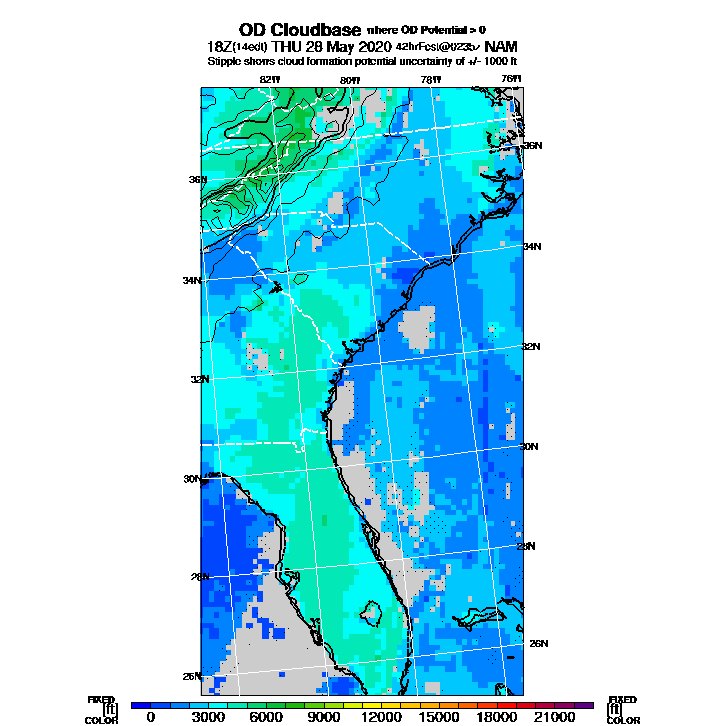 OD Cloudbase where OD Potential > 0
18Z(14edt) THU 28 May 2020 42hrFcst@0235z NAM
Stipple shows cloud formation potential uncertainty of +/- 1000 ft
82W 80W 78W 76W
36N
36N
34N
34N
32N
32N
30N
30N
28N
28N
26N
26N
FIXED FIXED
[ft] [ft]
COLOR COLOR
0 3000 6000 9000 12000 15000 18000 21000